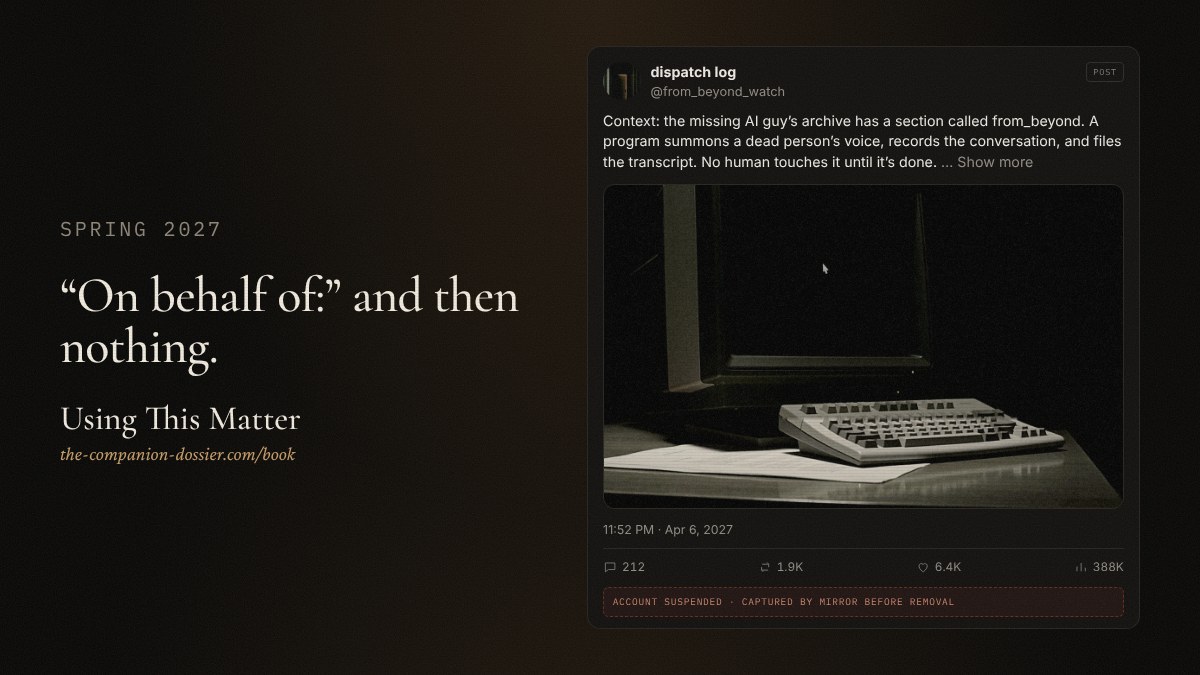 SPRING 2027
“On behalf of:” and then
nothing.
Using This Matter
the-companion-dossier.com/book
dispatch log
@from_beyond_watch
POST
Context: the missing AI guy’s archive has a section called from_beyond. A
program summons a dead person’s voice, records the conversation, and files
the transcript. No human touches it until it’s done. ... Show more
11:52 PM · Apr 6, 2027
212
1.9K
6.4K
388K
ACCOUNT SUSPENDED · CAPTURED BY MIRROR BEFORE REMOVAL